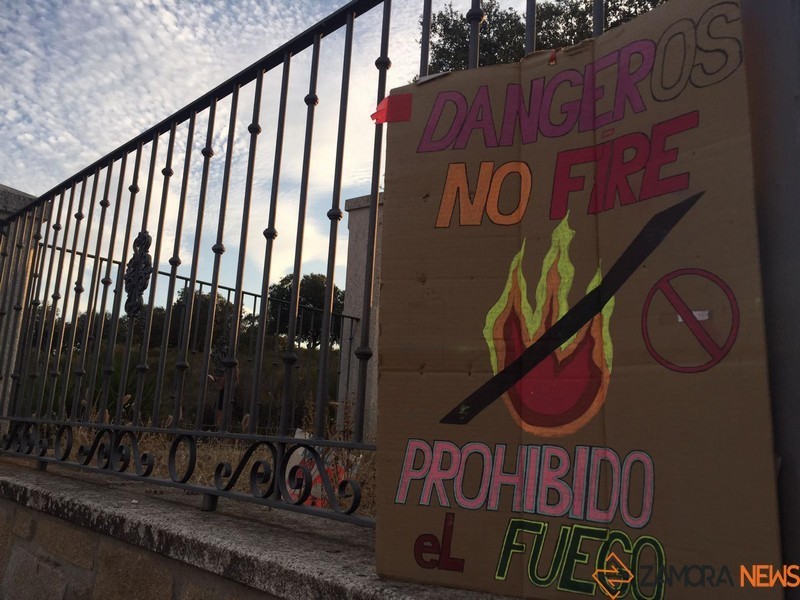 DANGEROS
NO FIRE
PROHIBIDO
eL FUEGO
ZAMORA NEWS